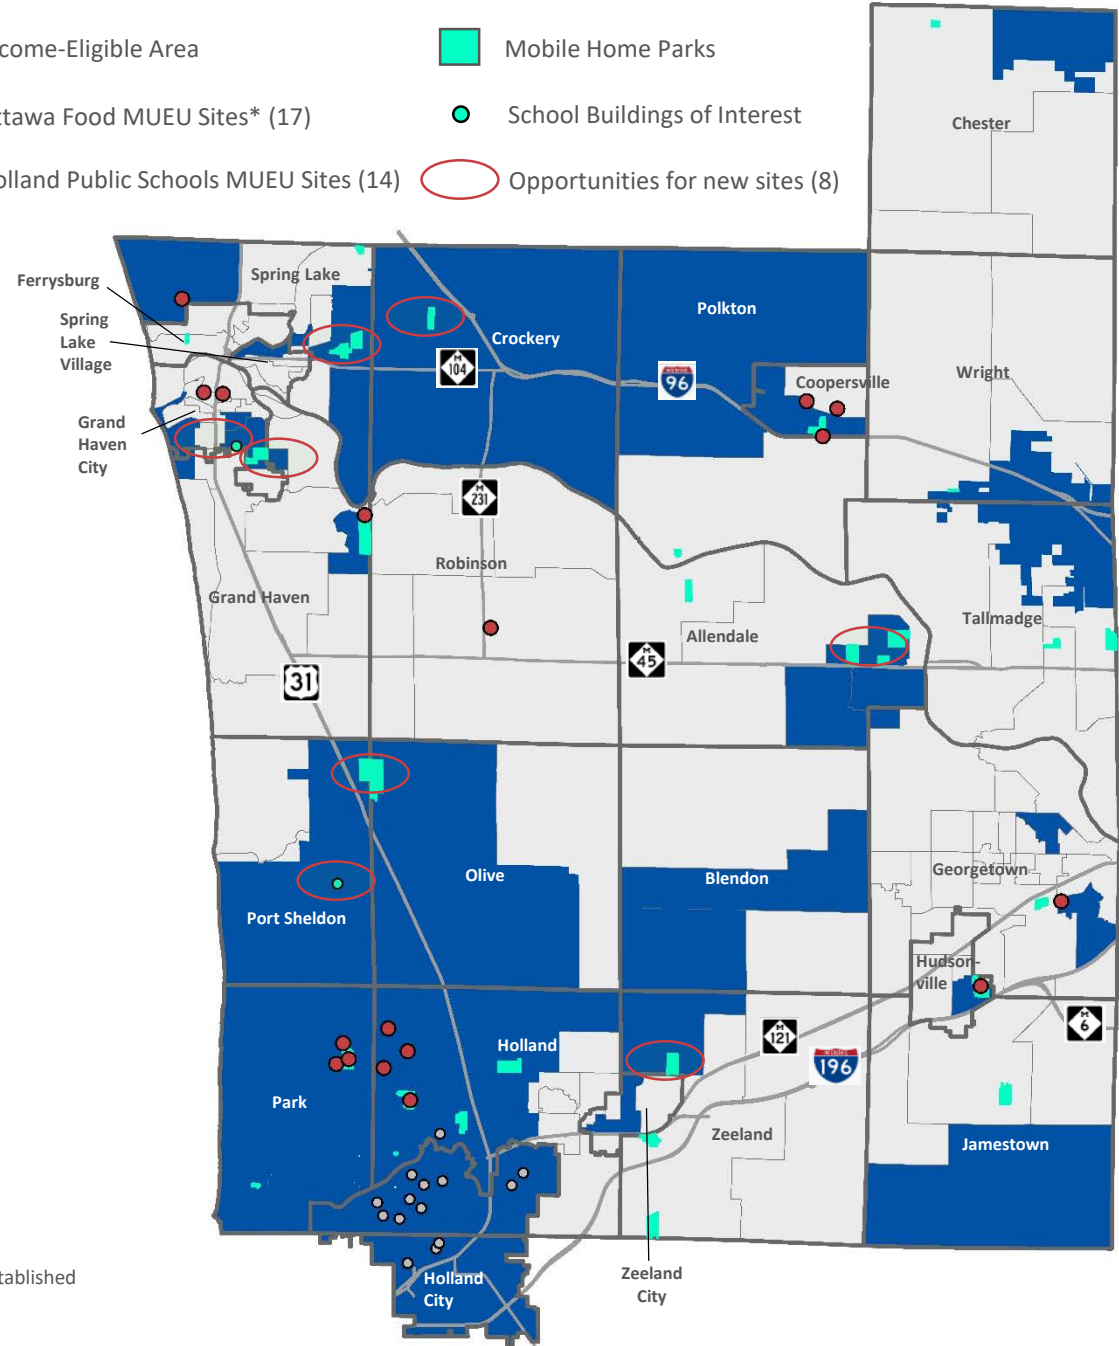 come-Eligible Area
Mobile Home Parks
ttawa Food MUEU Sites* (17)
School Buildings of Interest
olland Public Schools MUEU Sites (14)
Opportunities for new sites (8)
Chester
Ferrysburg
Spring Lake
Spring
Lake
Village
Crockery
Polkton
M
104
96
Coopersville
Wright
Grand
Haven
City
M
231
Robinson
Grand Haven
Allendale
Tallmadge
M
45
31
Olive
Blendon
Georgetown
Port Sheldon
Hudson-
ville
M
6
M
121
196
Holland
Park
Zeeland
Jamestown
Zeeland
City
Holland
City
tablished